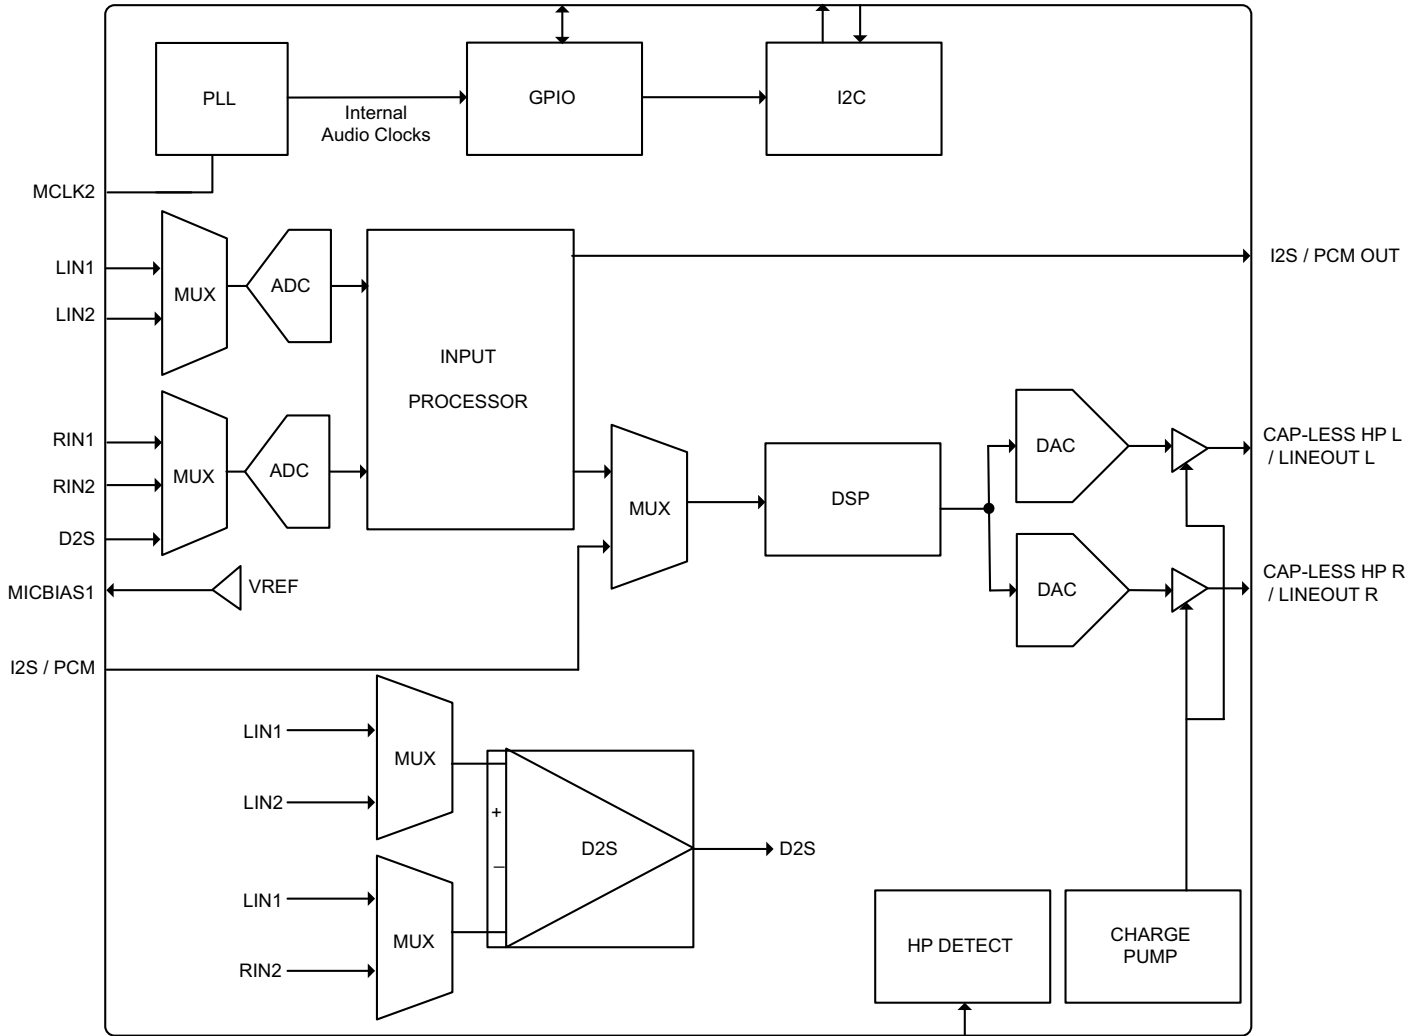 PLL
Internal
Audio Clocks
GPIO
I2C
MCLK2
LIN1
LIN2
MUX
ADC
INPUT
PROCESSOR
I2S / PCM OUT
RIN1
RIN2
D2S
MUX
ADC
MUX
DSP
DAC
CAP-LESS HP L
/ LINEOUT L
DAC
CAP-LESS HP R
/ LINEOUT R
MICBIAS1
VREF
I2S / PCM
LIN1
LIN2
MUX
+
–
D2S
D2S
LIN1
RIN2
MUX
HP DETECT
CHARGE
PUMP